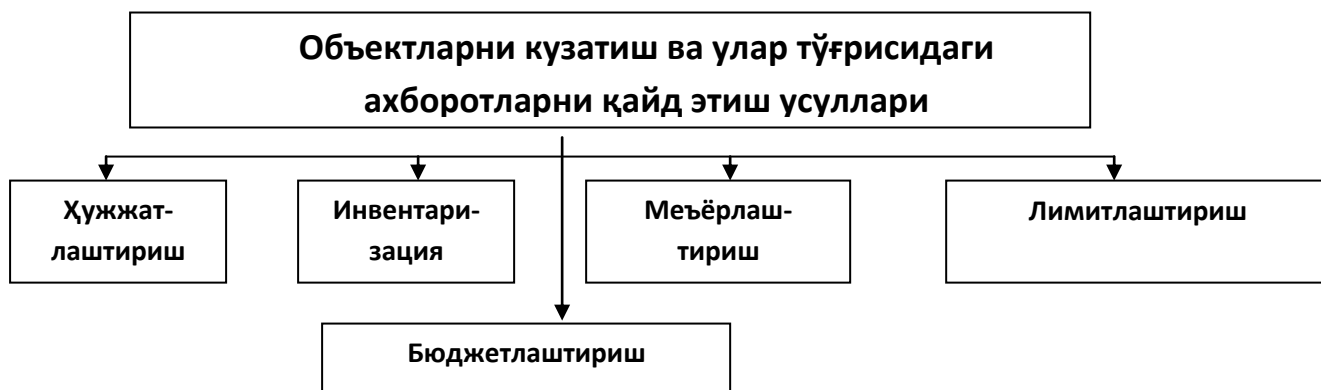 Объектларни кузатиш ва улар тўғрисидаги
ахборотларни қайд этиш усуллари
Ҳужжат-
лаштириш
Инвентари-
зация
Меъёрлаш-
тириш
Лимитлаштириш
Бюджетлаштириш